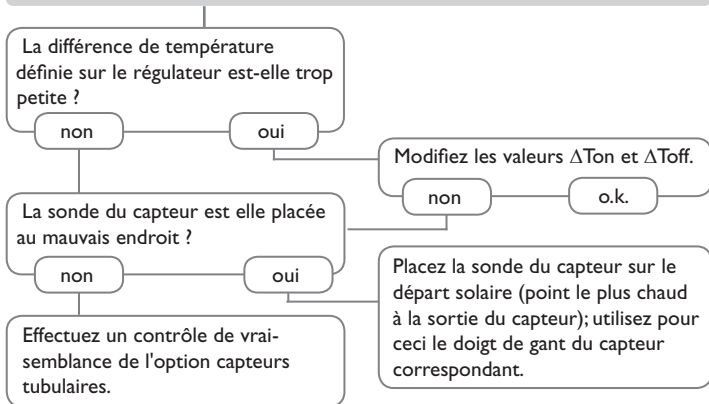 La différence de température
définie sur le régulateur est-elle trop
petite ?
non
oui
Modifiez les valeurs ΔTon et ΔToff.
non
o.k.
La sonde du capteur est elle placée
au mauvais endroit ?
non
oui
Placez la sonde du capteur sur le
départ solaire (point le plus chaud
à la sortie du capteur); utilisez pour
ceci le doigt de gant du capteur
correspondant.
Effectuez un contrôle de vrai-
semblance de l'option capteurs
tubulaires.